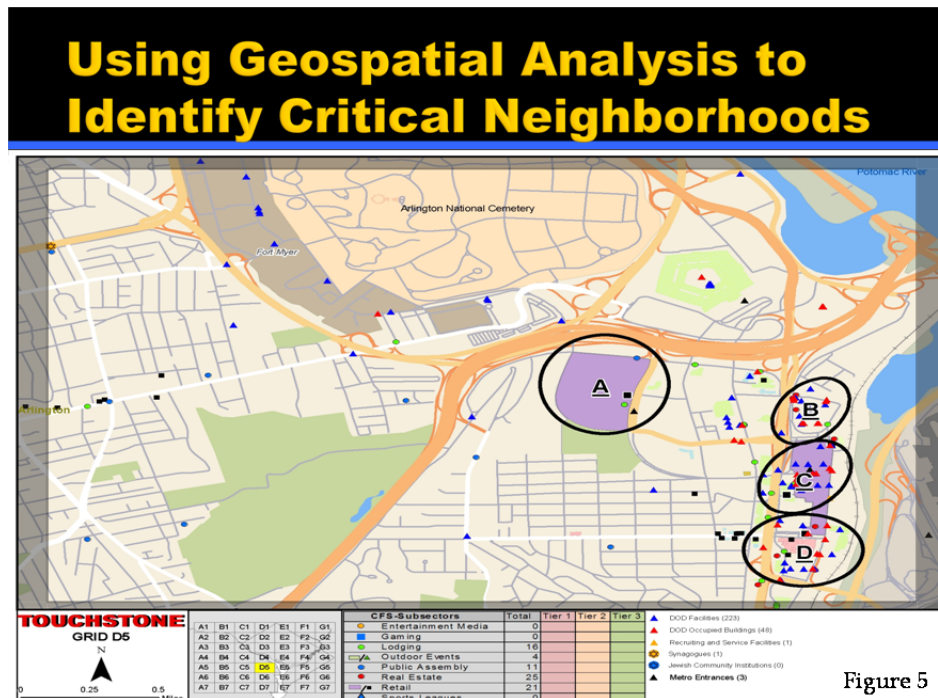 Using Geospatial Analysis to
Identify Critical Neighborhoods
Potomac River
Arlington National Cemetery
Fort Myer
A
B
Arlington
C
D
TOUCHSTONE
GRID D5
N
0 0.25 0.5
Miles
A1 B1 C1 D1 E1 F1 G1
A2 B2 C2 D2 E2 F2 G2
A3 B3 C3 D3 E3 F3 G3
A4 B4 C4 D4 E4 F4 G4
A5 B5 C5 D5 E5 F5 G5
A6 B6 C6 D6 E6 F6 G6
A7 B7 C7 D7 E7 F7 G7
CFS-Subsectors Total Tier 1 Tier 2 Tier 3
Entertainment Media 0
Gaming 0
Lodging 16
Outdoor Events 4
Public Assembly 11
Real Estate 25
Retail 21
Sports Leagues
DOD Facilities (223)
DOD Occupied Buildings (48)
Recruiting and Service Facilities (1)
Synagogues (1)
Jewish Community Institutions (0)
Metro Entrances (3)
Figure 5